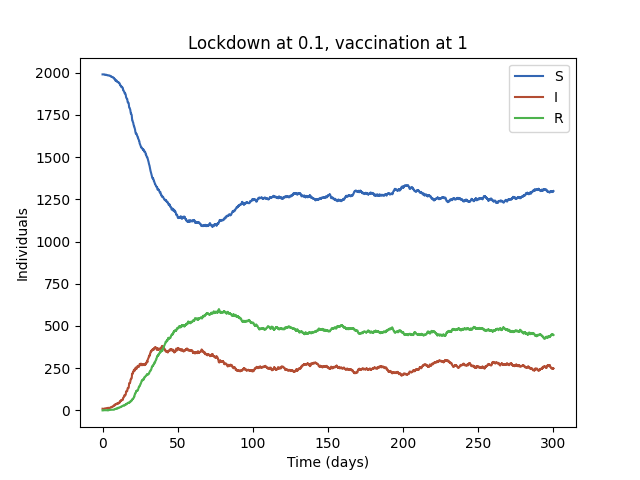 Lockdown at 0.1, vaccination at 1
S
I
R
2000
1750
1500
1250
1000
750
500
250
0
Individuals
0 50 100 150 200 250 300
Time (days)